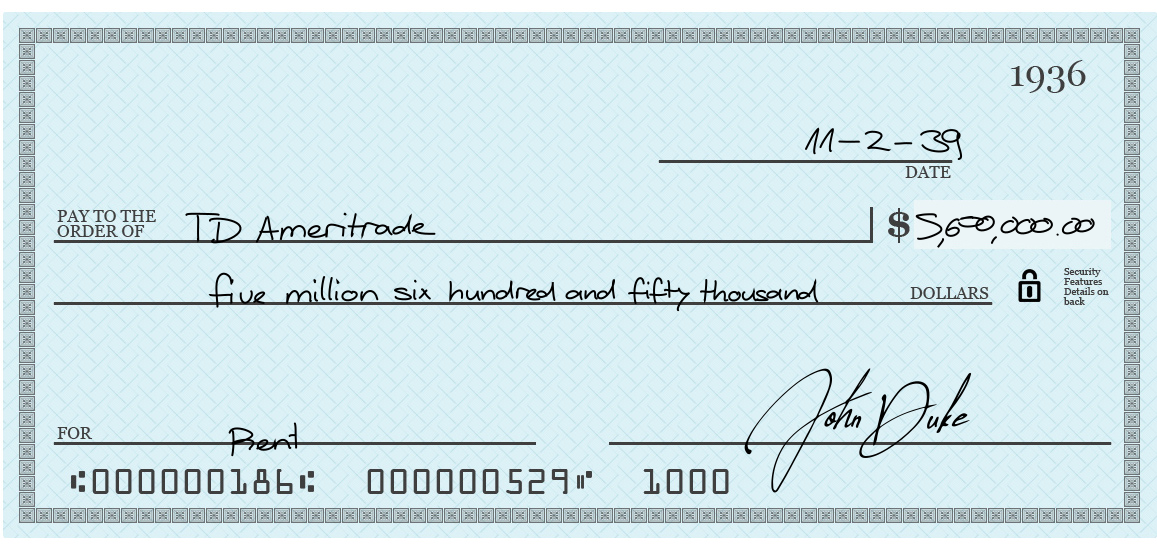 1936
11-2-39
DATE
PAY TO THE
ORDER OF TD Ameritrade $ 5,600,000.00
five million six hundred and fifty thousand DOLLARS
Security
Features
Details on
back
FOR Rent John Duke
⑆000000186⑆ 000000529⑈ 1000